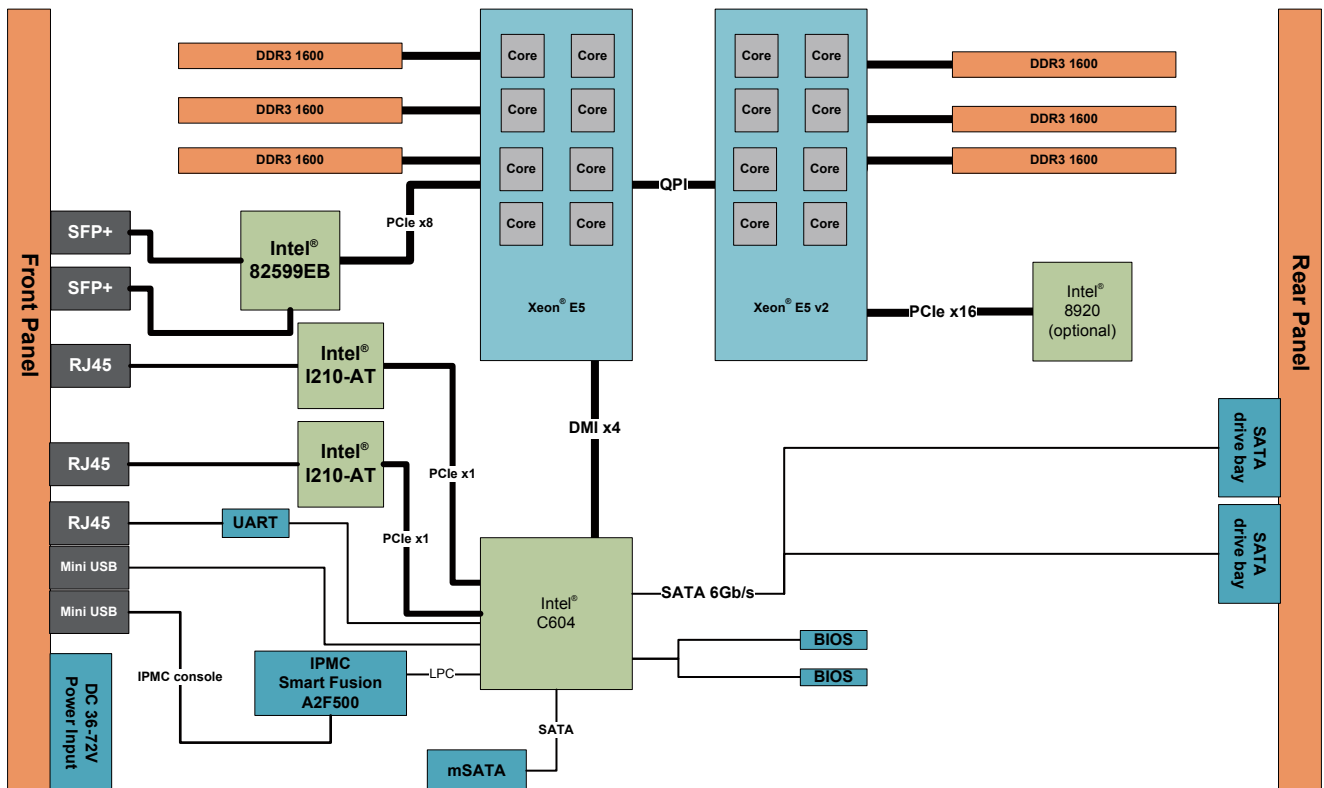 Front Panel
DDR3 1600
DDR3 1600
DDR3 1600
Core
Core
Core
Core
Core
Core
Core
Core
Xeon® E5
QPI
Core
Core
Core
Core
Core
Core
Core
Core
Xeon® E5 v2
DDR3 1600
DDR3 1600
DDR3 1600
Rear Panel
SFP+
SFP+
Intel®
82599EB
PCIe x8
PCIe x16
Intel®
8920
(optional)
RJ45
Intel®
I210-AT
PCIe x1
RJ45
Intel®
I210-AT
PCIe x1
DMI x4
SATA
drive bay
SATA
drive bay
RJ45
UART
Mini USB
Mini USB
Intel®
C604
SATA 6Gb/s
BIOS
BIOS
DC 36-72V
Power Input
IPMC console
IPMC
Smart Fusion
A2F500
LPC
SATA
mSATA